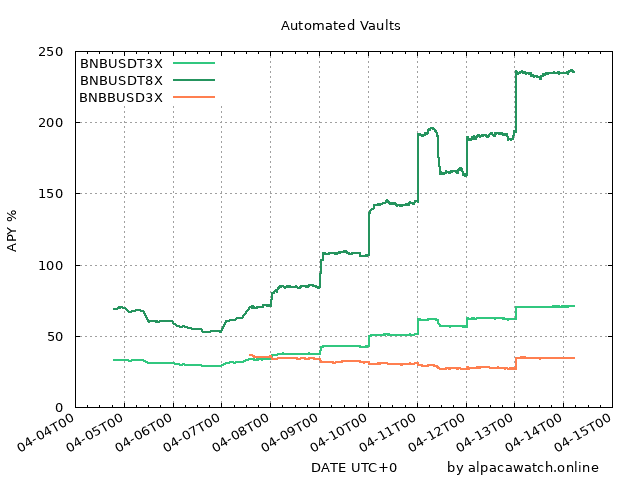 Automated Vaults
APY %
250
200
150
100
50
0
BNBUSDT3X
BNBUSDT8X
BNBBUSD3X
04-04T00
04-05T00
04-06T00
04-07T00
04-08T00
04-09T00
04-10T00
04-11T00
04-12T00
04-13T00
04-14T00
04-15T00
DATE UTC+0
by alpacawatch.online